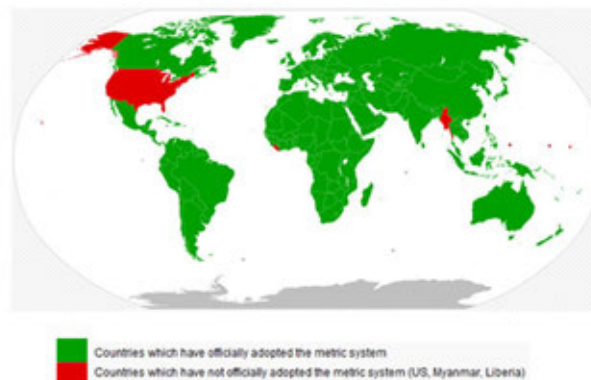 Countries which have officially adopted the metric system
Countries which have not officially adopted the metric system (US, Myanmar, Liberia)